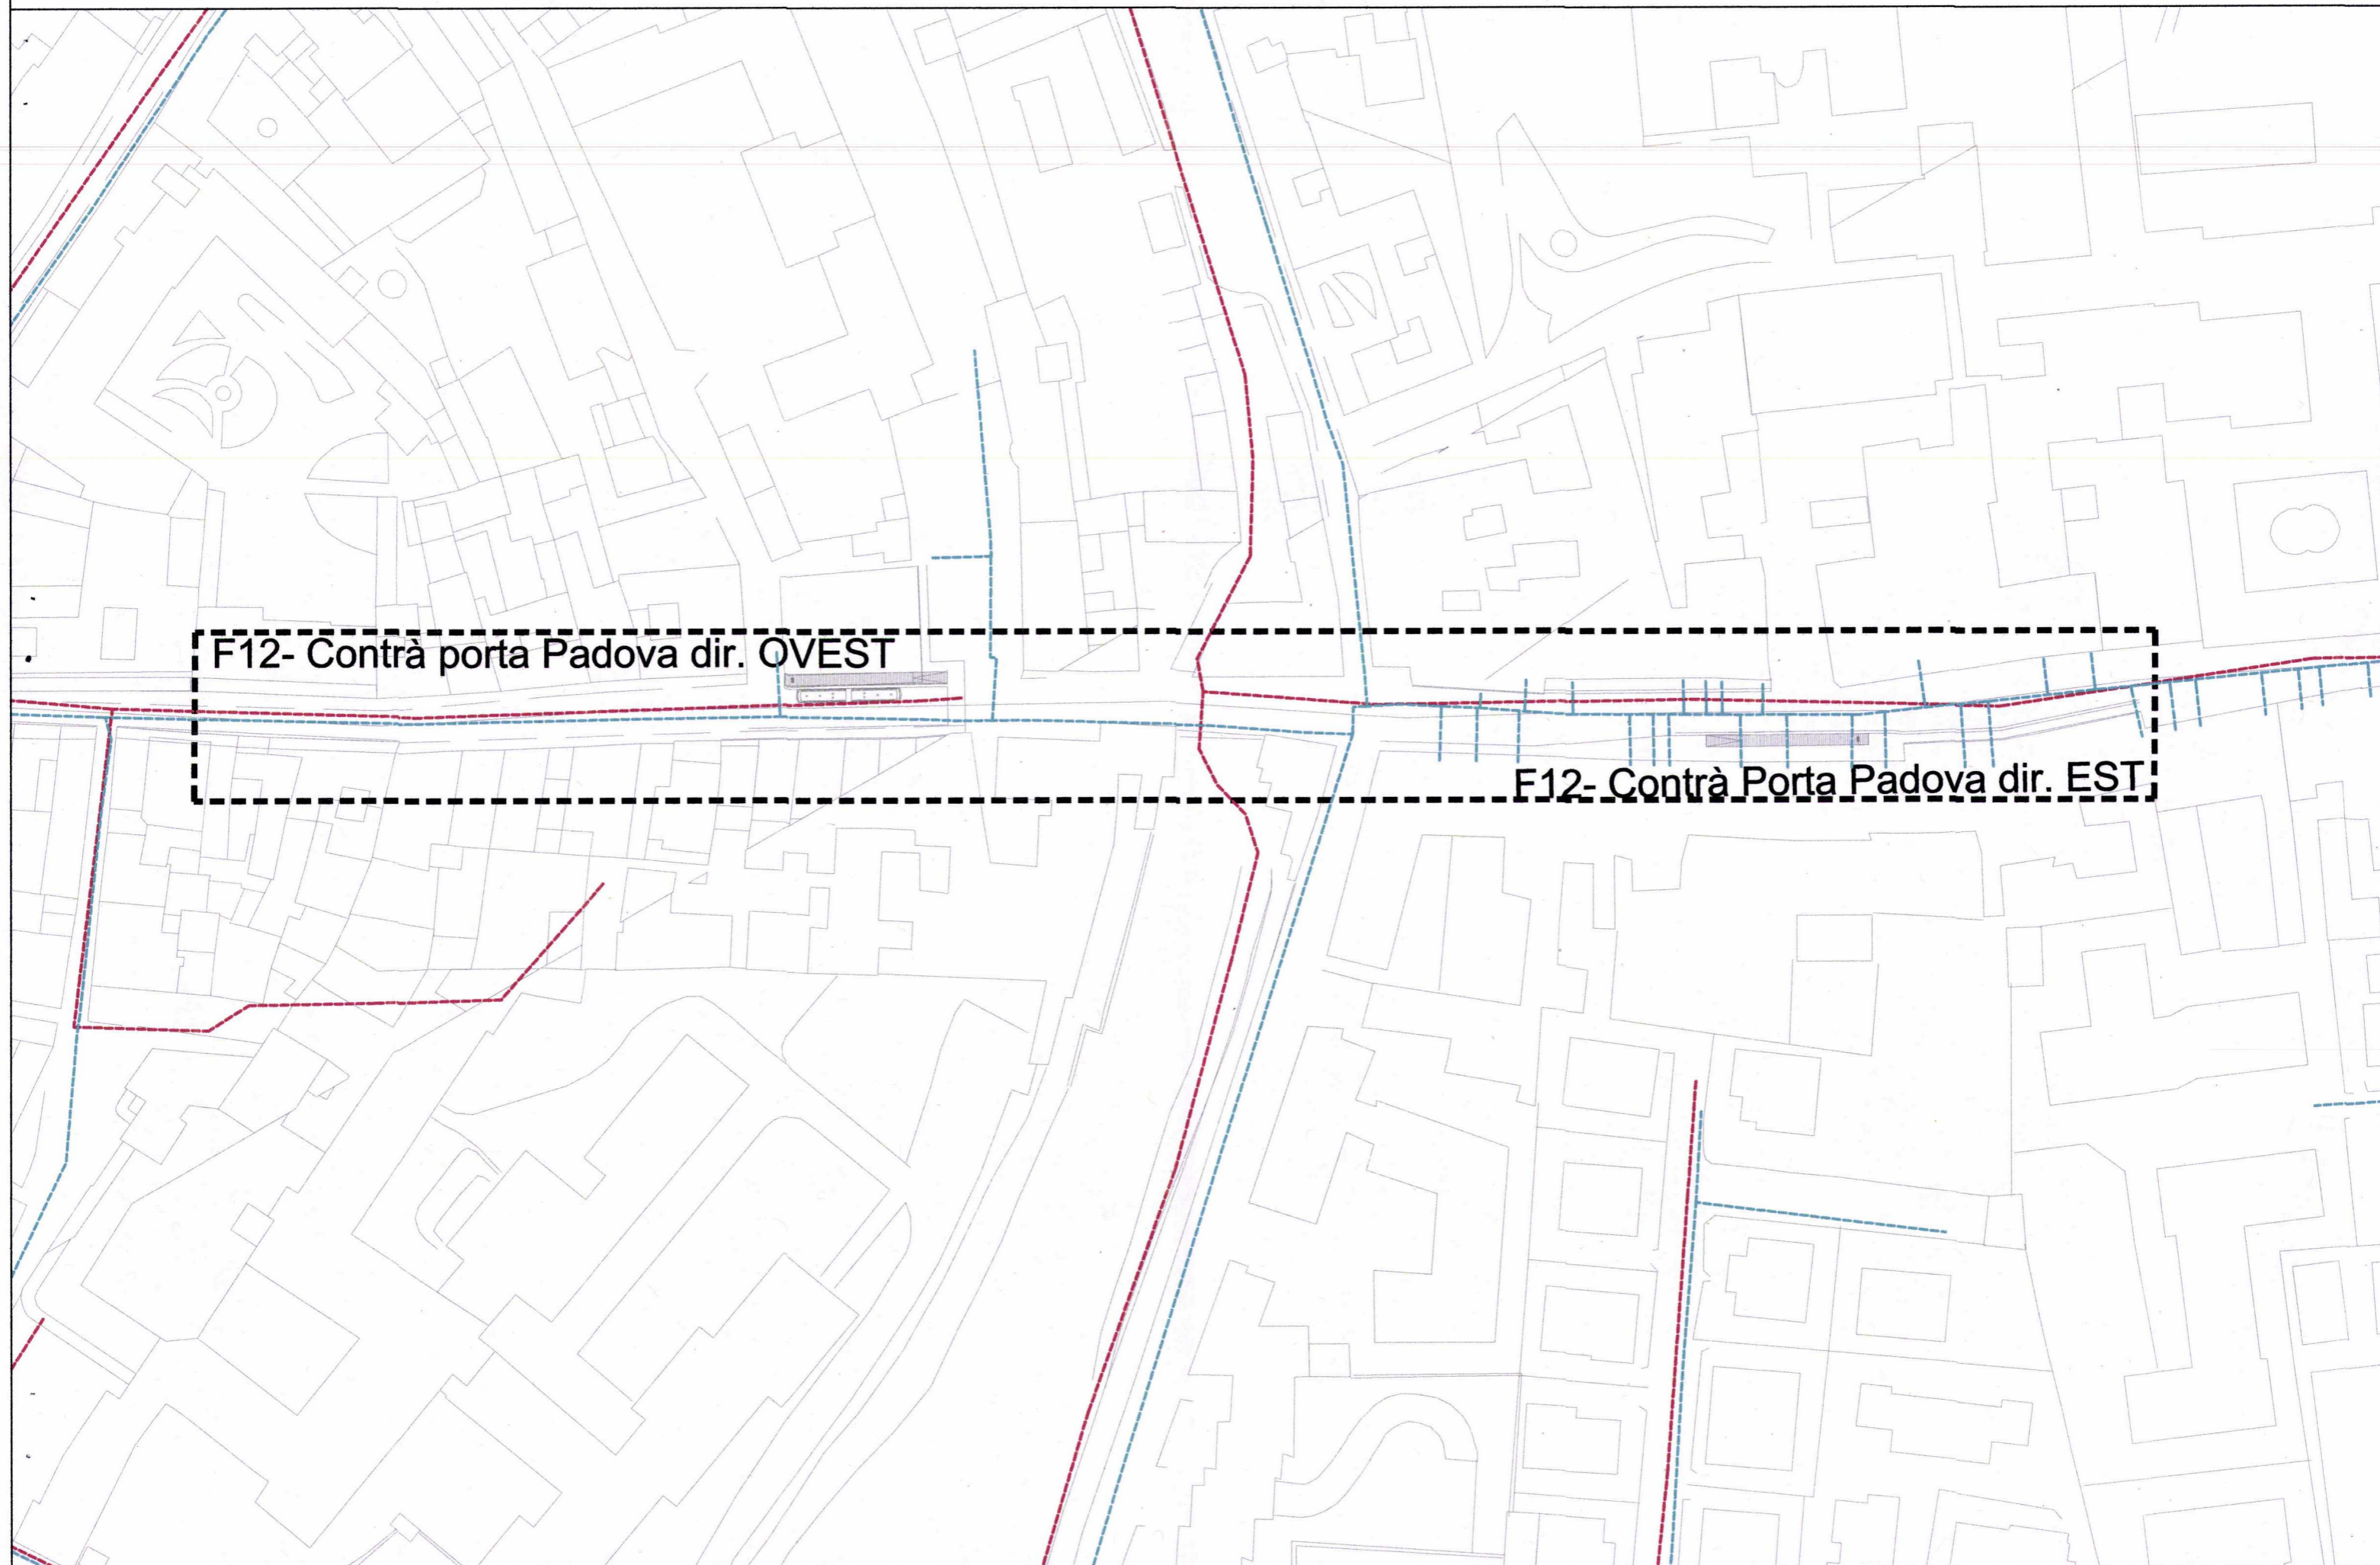 F12- Contrà porta Padova dir. OVEST
F12- Contrà Porta Padova dir. EST